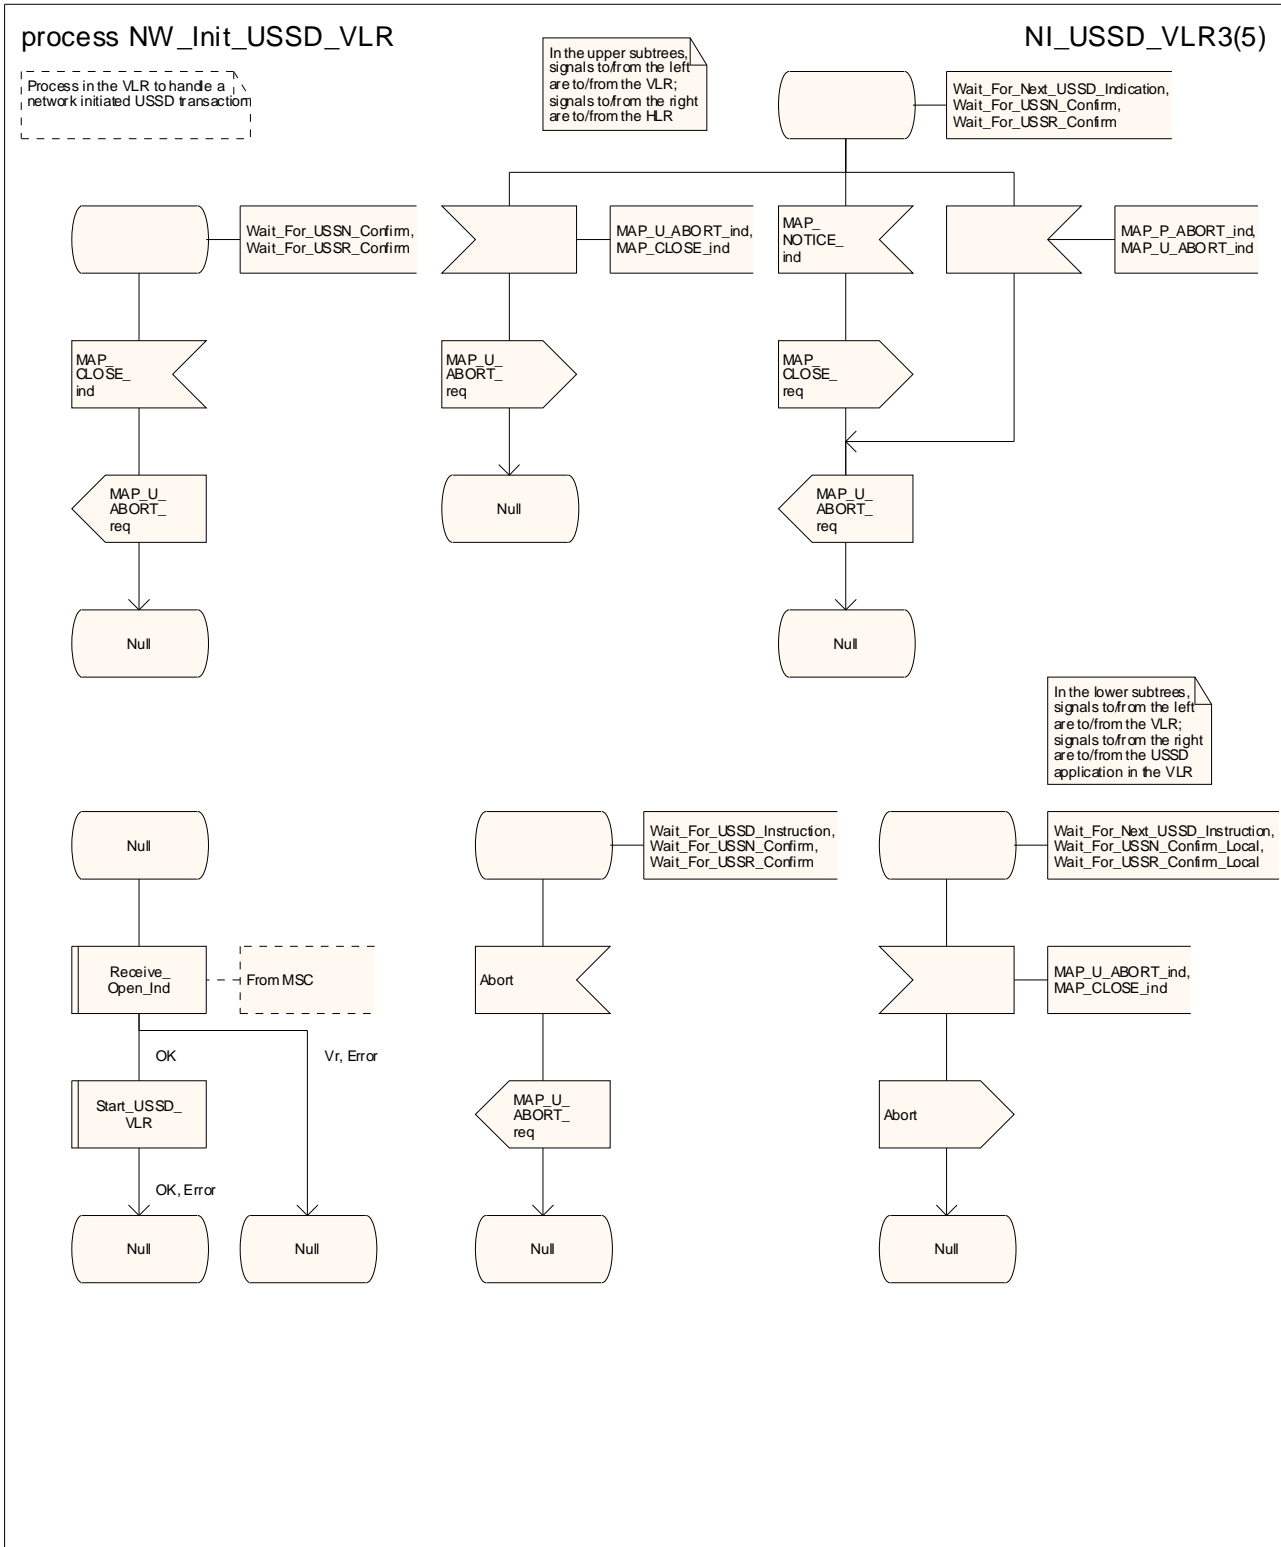 process NW_Init_USSD_VLR
NI_USSD_VLR3(5)
Process in the VLR to handle a
network initiated USSD transaction
In the upper subtrees,
signals to/from the left
are to/from the VLR;
signals to/from the right
are to/from the HLR
Wait_For_Next_USSD_Indication,
Wait_For_USSN_Confirm,
Wait_For_USSR_Confirm
Wait_For_USSN_Confirm,
Wait_For_USSR_Confirm
MAP_U_ABORT_ind,
MAP_CLOSE_ind
MAP_
NOTICE_
ind
MAP_P_ABORT_ind,
MAP_U_ABORT_ind
MAP_
CLOSE_
ind
MAP_U_
ABORT_
req
MAP_
CLOSE_
req
MAP_U_
ABORT_
req
Null
MAP_U_
ABORT_
req
Null
Null
In the lower subtrees,
signals to/from the left
are to/from the VLR;
signals to/from the right
are to/from the USSD
application in the VLR
Null
Wait_For_USSD_Instruction,
Wait_For_USSN_Confirm,
Wait_For_USSR_Confirm
Wait_For_Next_USSD_Instruction,
Wait_For_USSN_Confirm_Local,
Wait_For_USSR_Confirm_Local
Receive_
Open_Ind
From MSC
Abort
MAP_U_ABORT_ind,
MAP_CLOSE_ind
OK
Vr, Error
Start_USSD_
VLR
MAP_U_
ABORT_
req
Abort
OK, Error
Null
Null
Null
Null